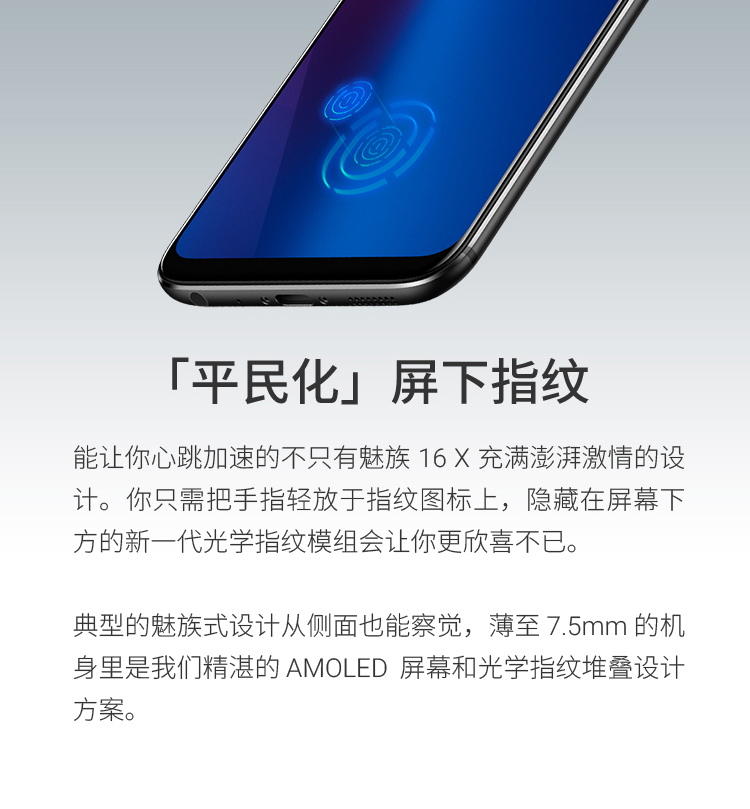 「平民化」屏下指纹
能让你心跳加速的不只有魅族 16 X 充满澎湃激情的设
计。你只需把手指轻放于指纹图标上，隐藏在屏幕下
方的新一代光学指纹模组会让你更欣喜不已。
典型的魅族式设计从侧面也能察觉，薄至 7.5mm 的机
身里是我们精湛的 AMOLED 屏幕和光学指纹堆叠设计
方案。